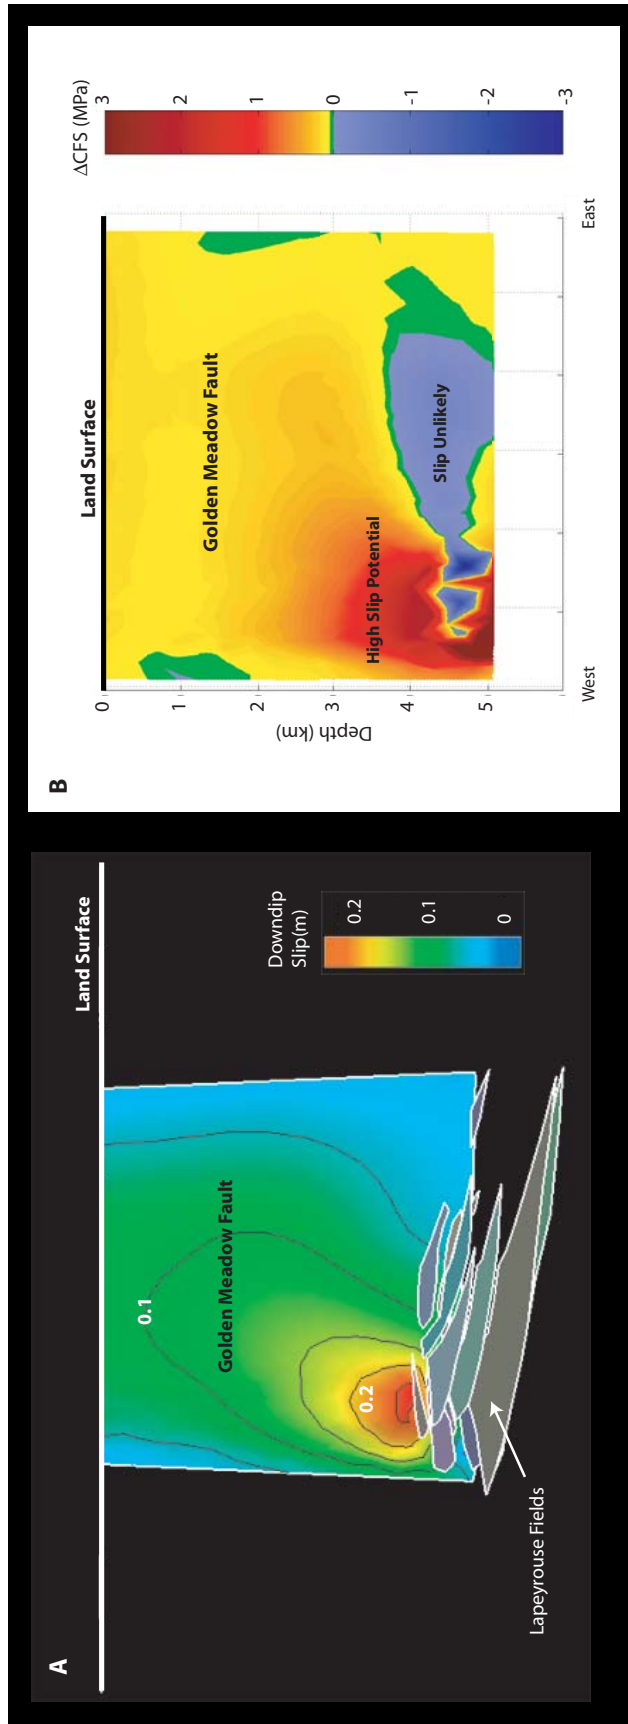 A
Land Surface
Downdip
Slip(m)
0.2
0.1
0
0.1
Golden Meadow Fault
0.2
Lapeyrouse Fields
B
Land Surface
ΔCFS (MPa)
3
2
1
0
-1
-2
-3
0
1
2
3
4
5
Depth (km)
Golden Meadow Fault
High Slip Potential
Slip Unlikely
West
East